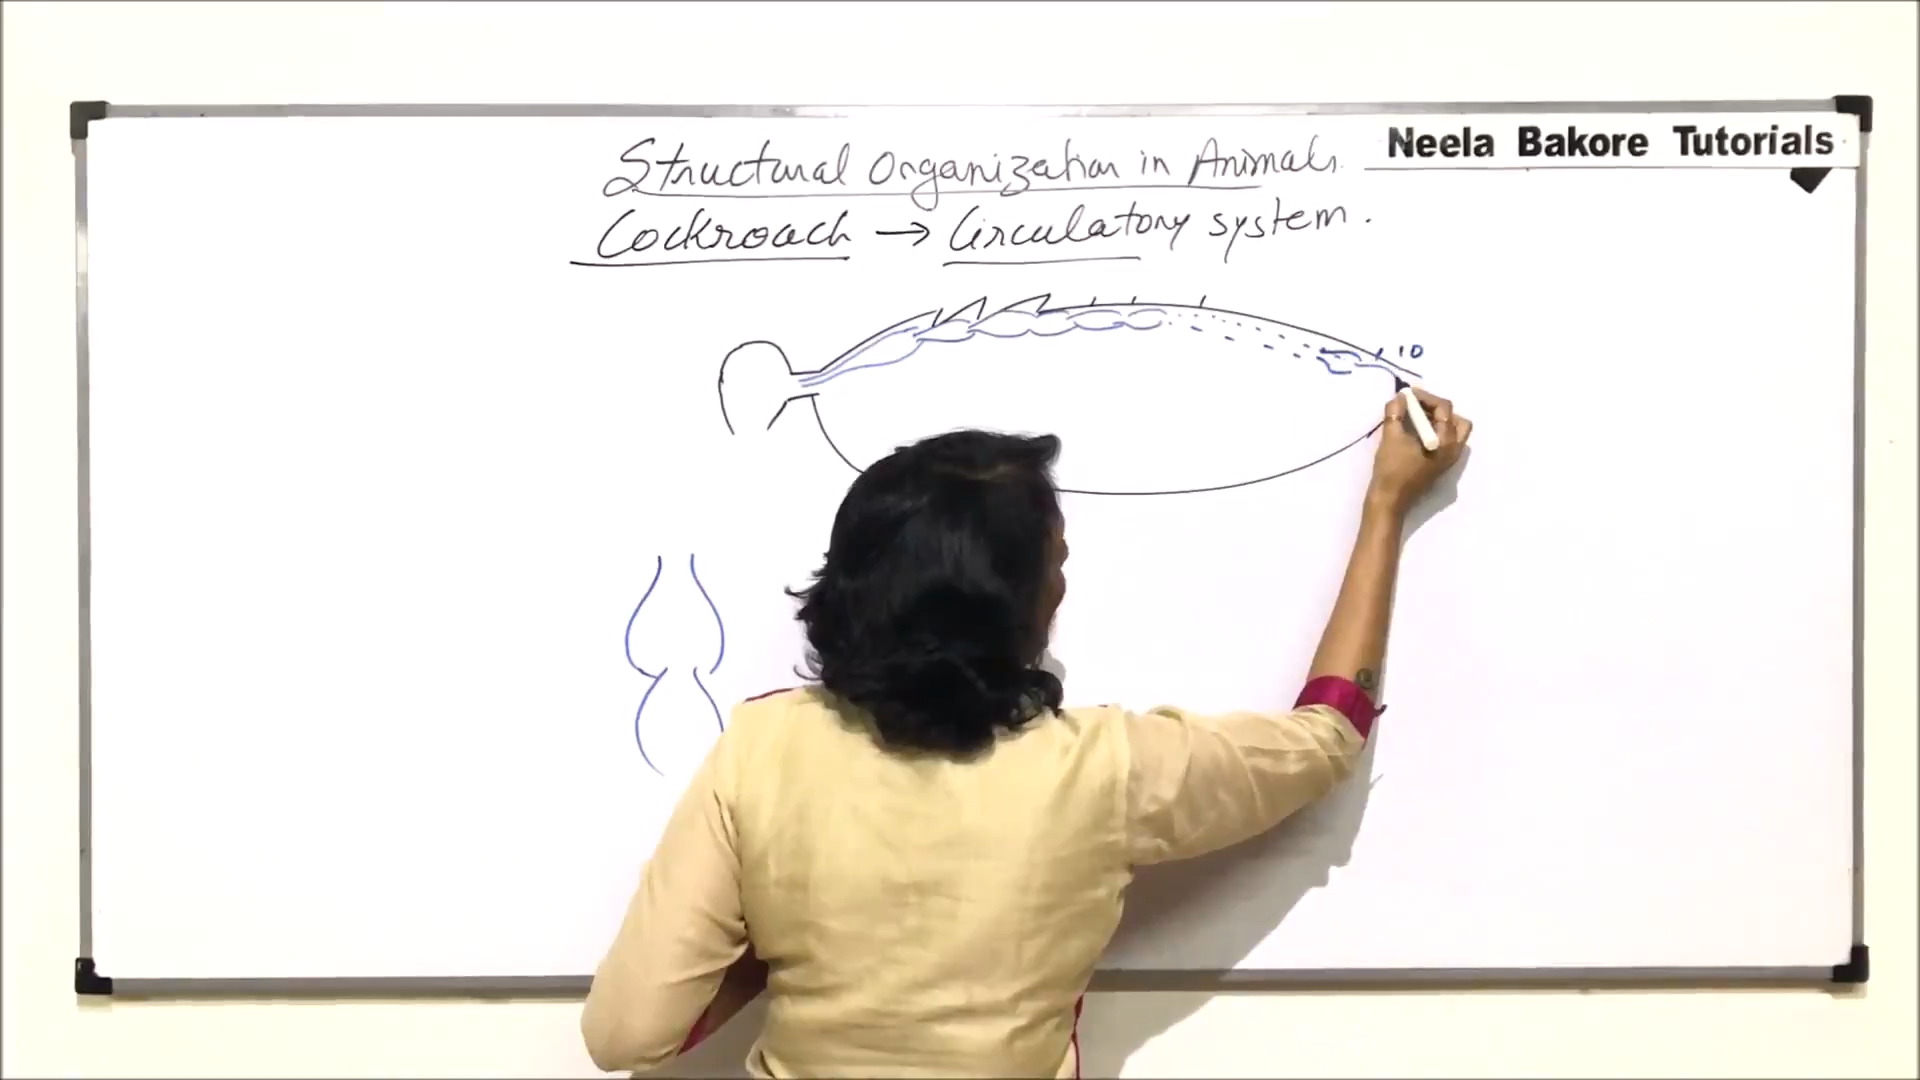 Neela Bakore Tutorials
Structural Organization in Animals.
Cockroach → Circulatory system.
10